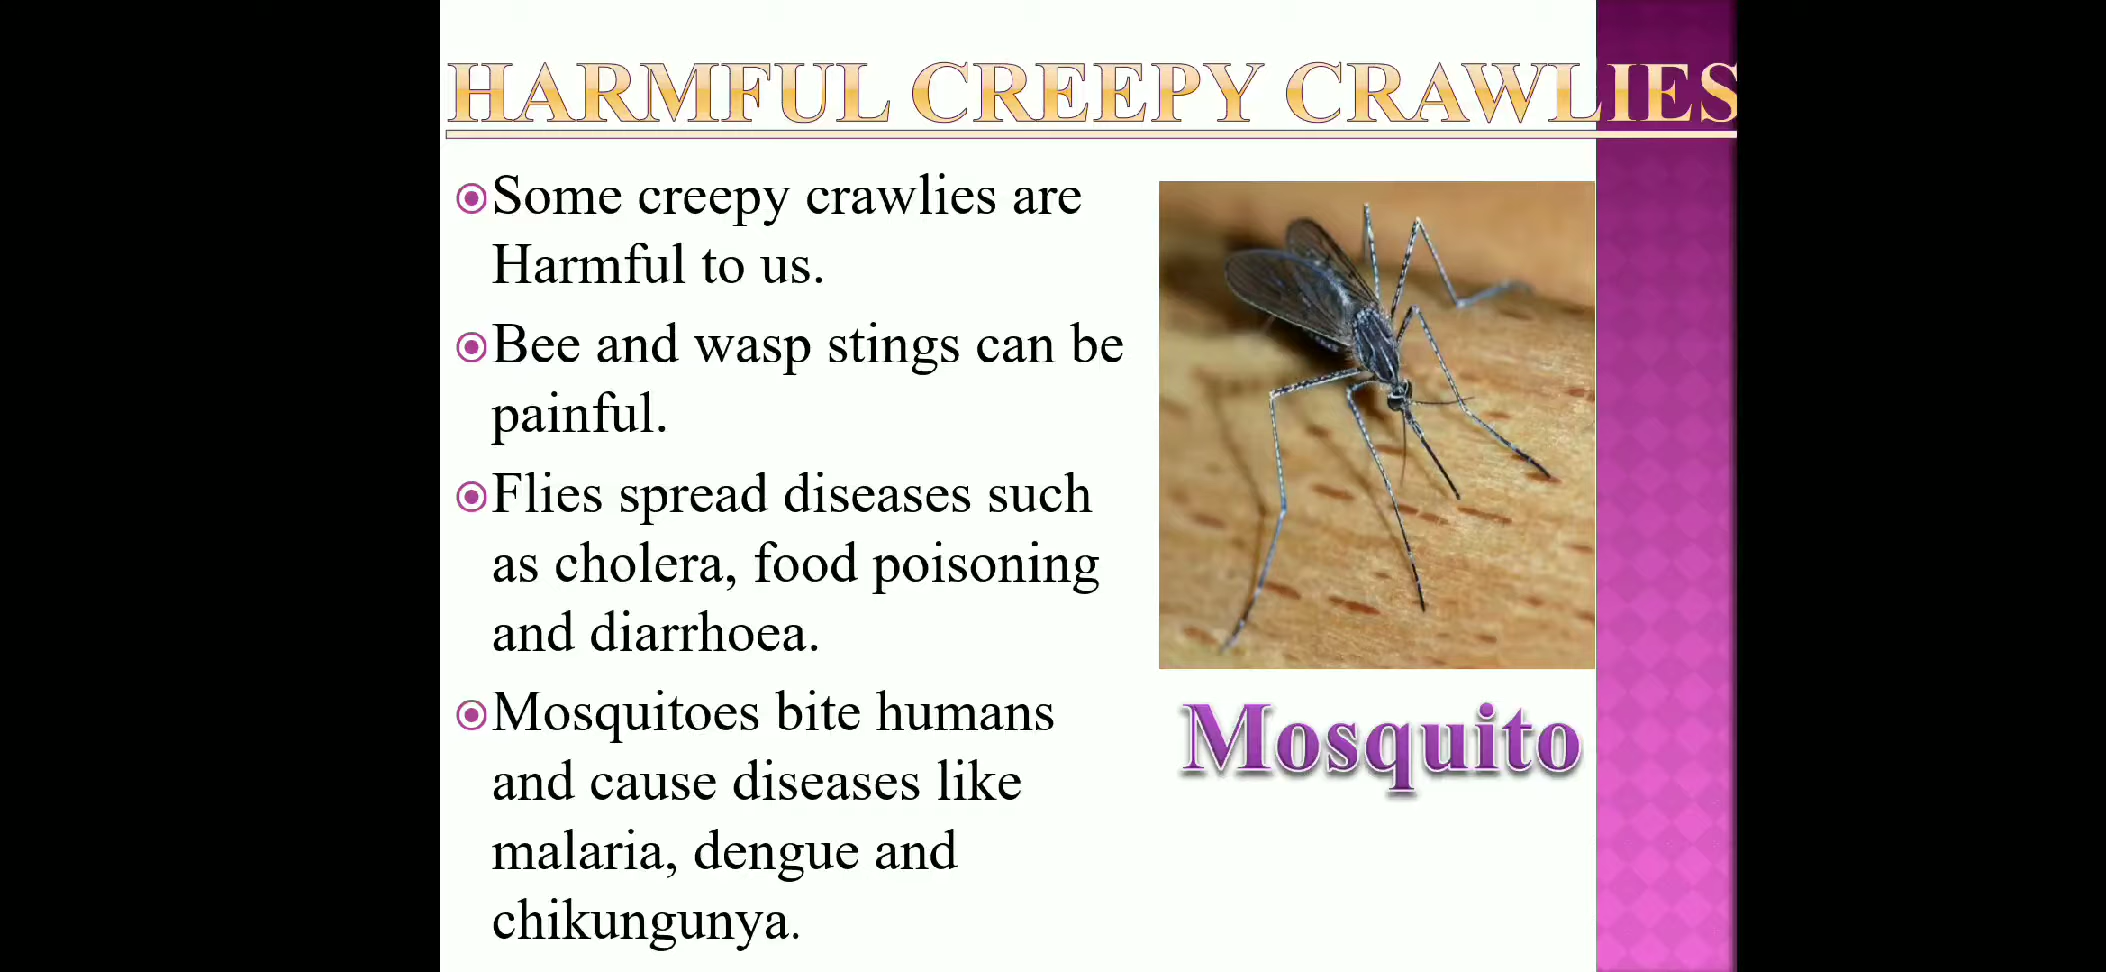 HARMFUL CREEPY CRAWLIES
Some creepy crawlies are
Harmful to us.
Bee and wasp stings can be
painful.
Flies spread diseases such
as cholera, food poisoning
and diarrhoea.
Mosquitoes bite humans
and cause diseases like
malaria, dengue and
chikungunya.
Mosquito